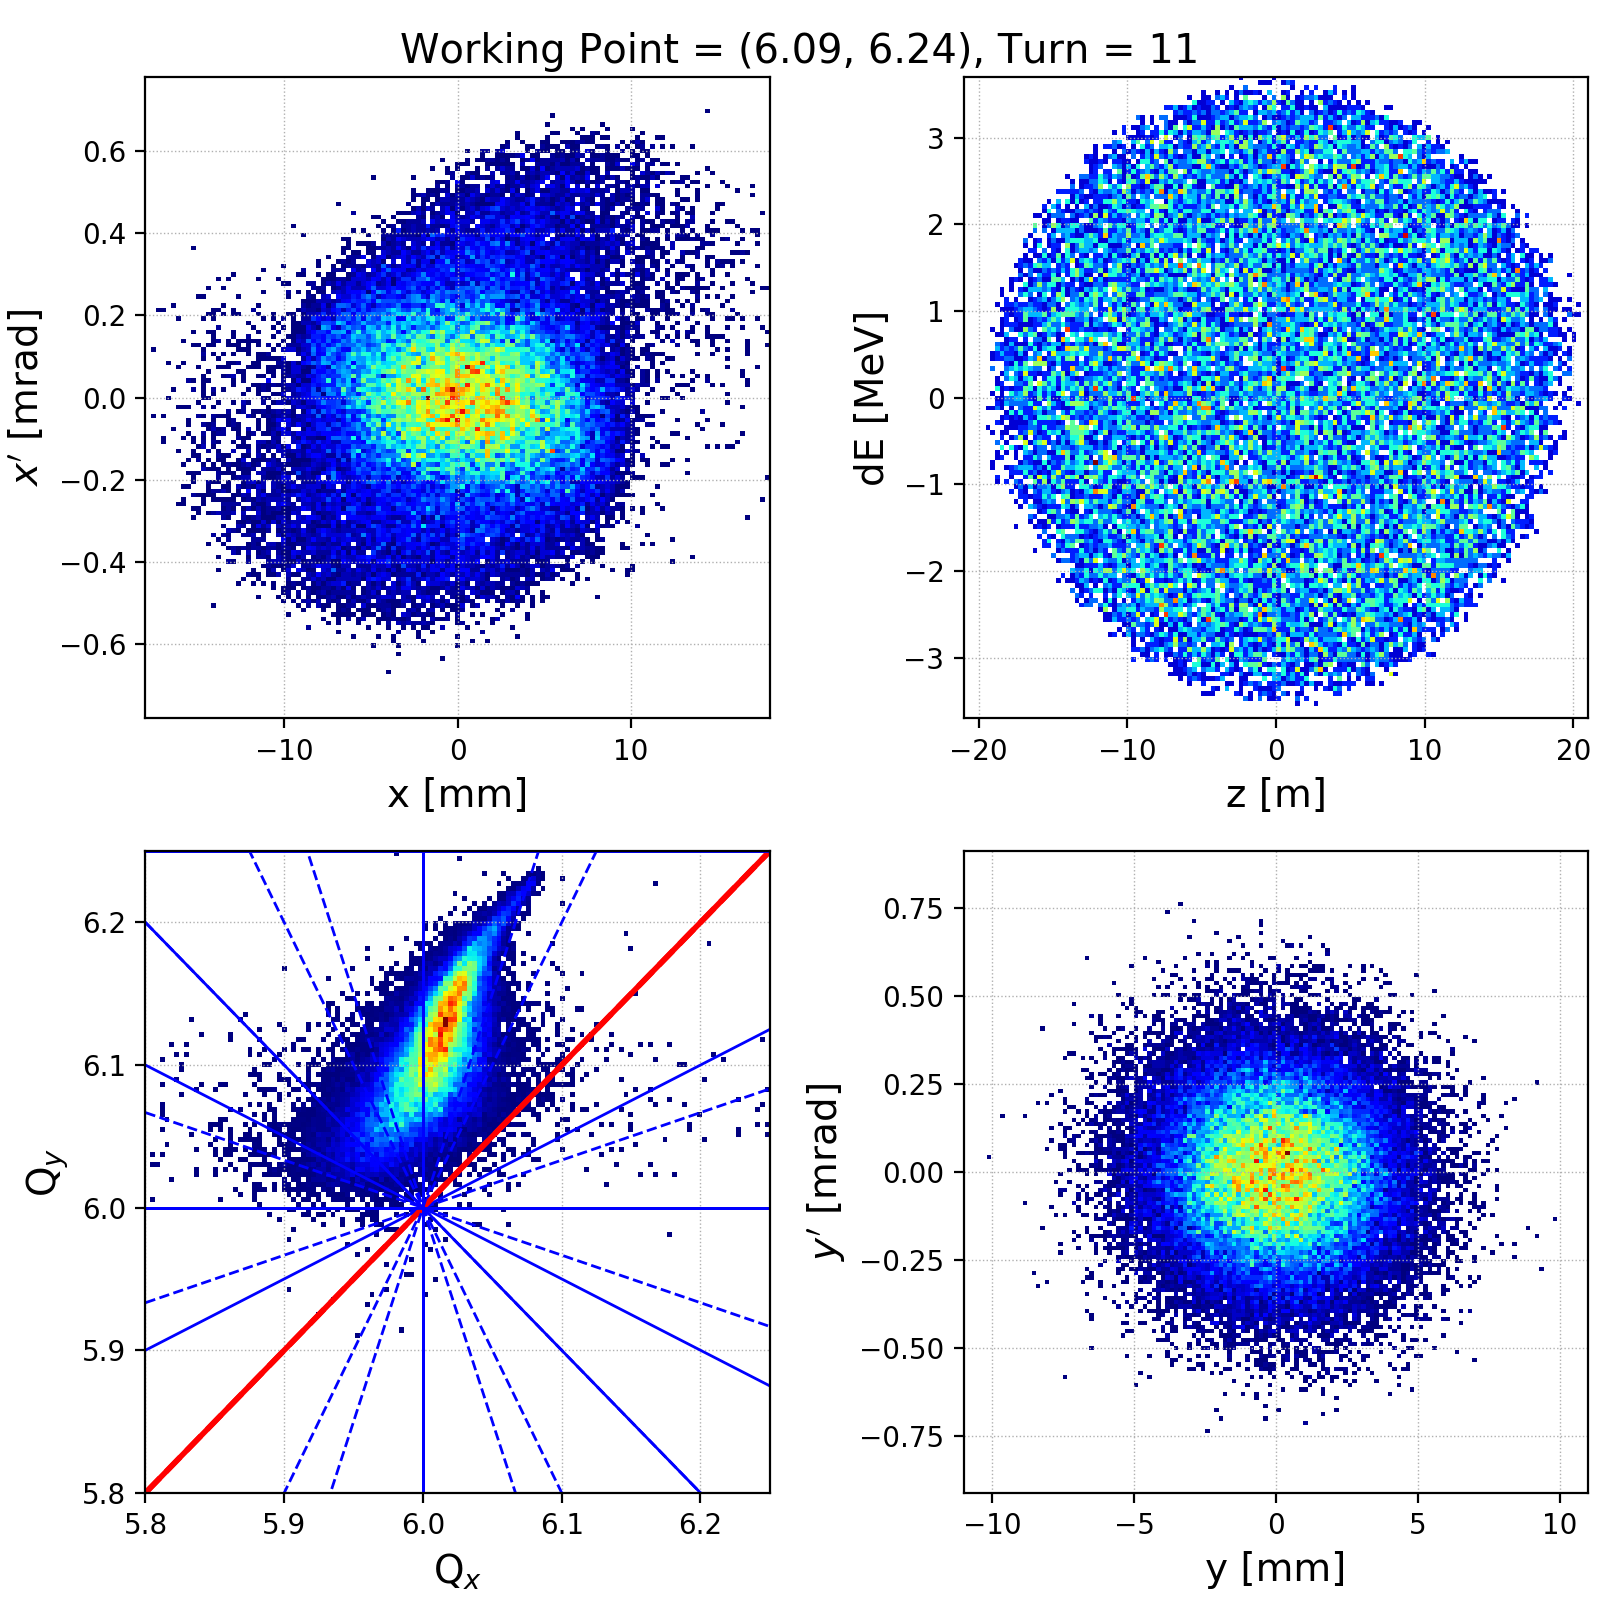 Working Point = (6.09, 6.24), Turn = 11
0.6
0.4
0.2
0.0
−0.2
−0.4
−0.6
x′ [mrad]
−10 0 10
x [mm]
3
2
1
0
−1
−2
−3
dE [MeV]
−20 −10 0 10 20
z [m]
6.2
6.1
6.0
5.9
5.8
Qy
5.8 5.9 6.0 6.1 6.2
Qx
0.75
0.50
0.25
0.00
−0.25
−0.50
−0.75
y′ [mrad]
−10 −5 0 5 10
y [mm]